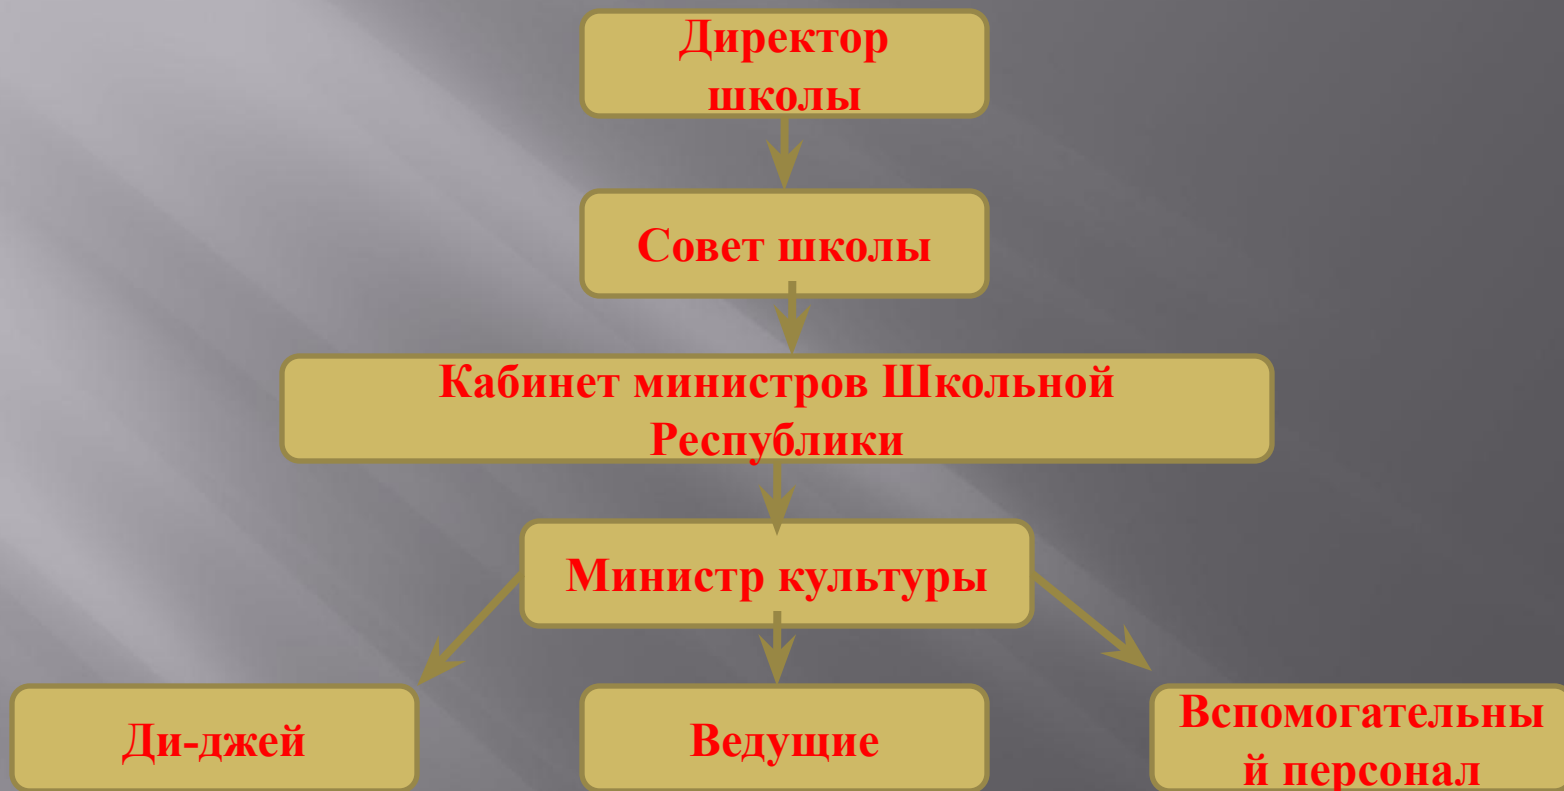 Директор
школы
Совет школы
Кабинет министров Школьной
Республики
Министр культуры
Ди-джей
Ведущие
Вспомогательны
й персонал